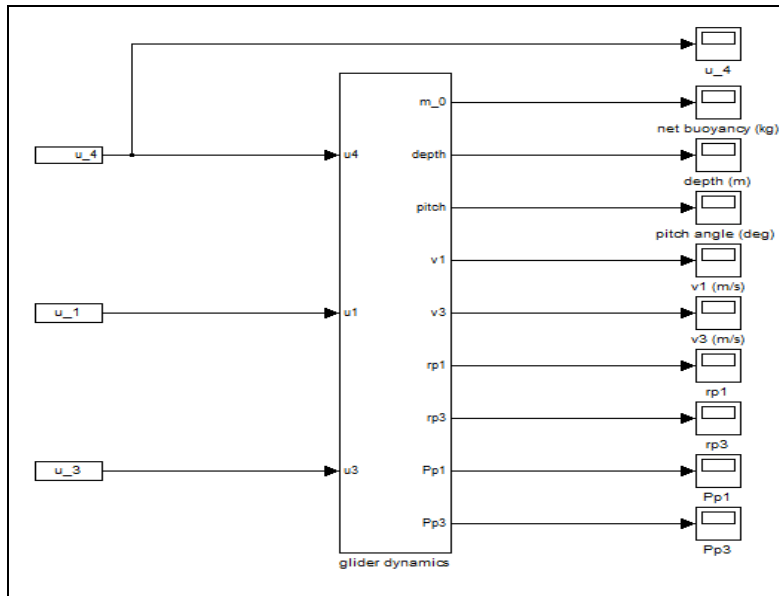 u_4
m_0
net buoyancy (kg)
u_4
u4
depth
depth (m)
pitch
pitch angle (deg)
v1
v1 (m/s)
u_1
u1
v3
v3 (m/s)
rp1
rp1
rp3
rp3
u_3
u3
Pp1
Pp1
Pp3
Pp3
glider dynamics